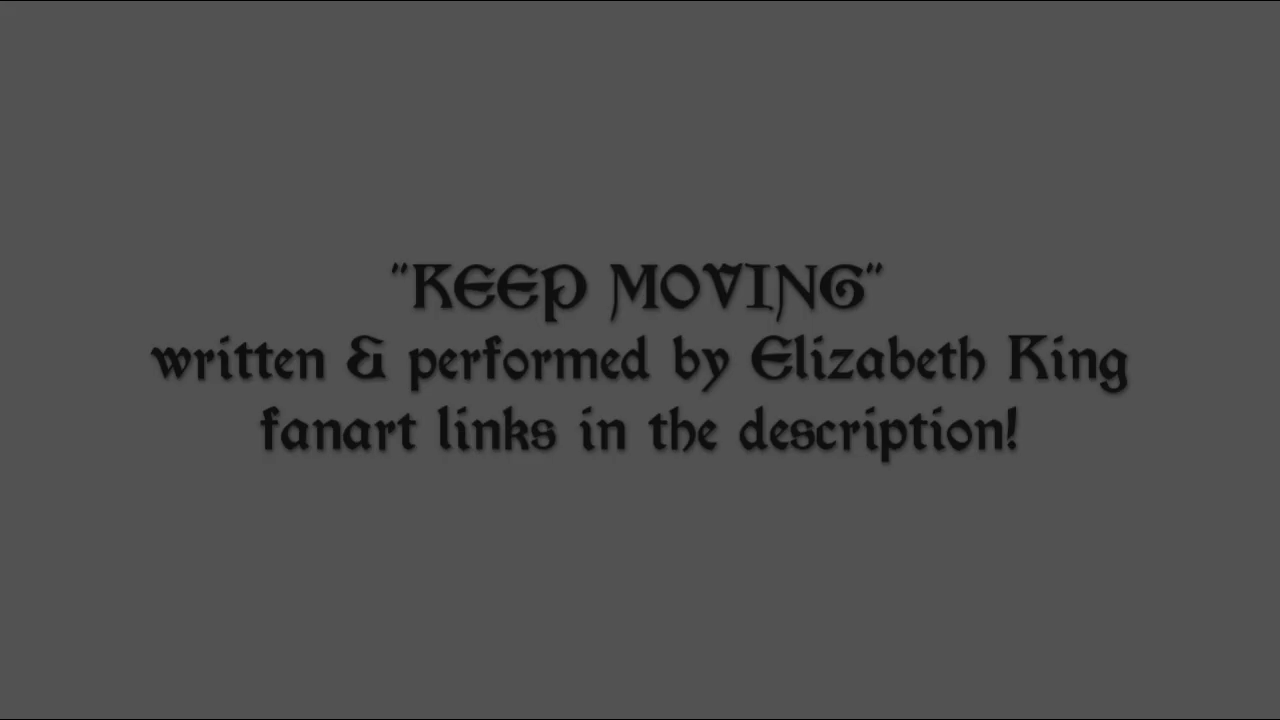 "KEEP MOVING"
written & performed by Elizabeth King
fanart links in the description!